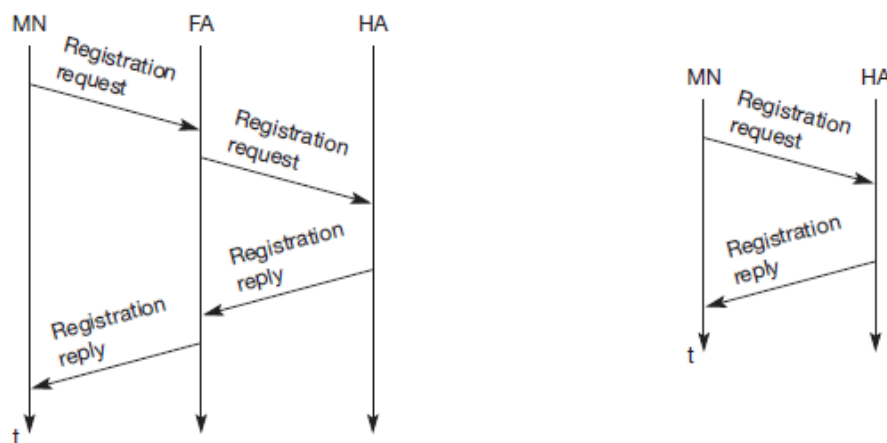 MN FA HA
Registration
request
Registration
request
Registration
reply
Registration
reply
t
MN HA
Registration
request
Registration
reply
t